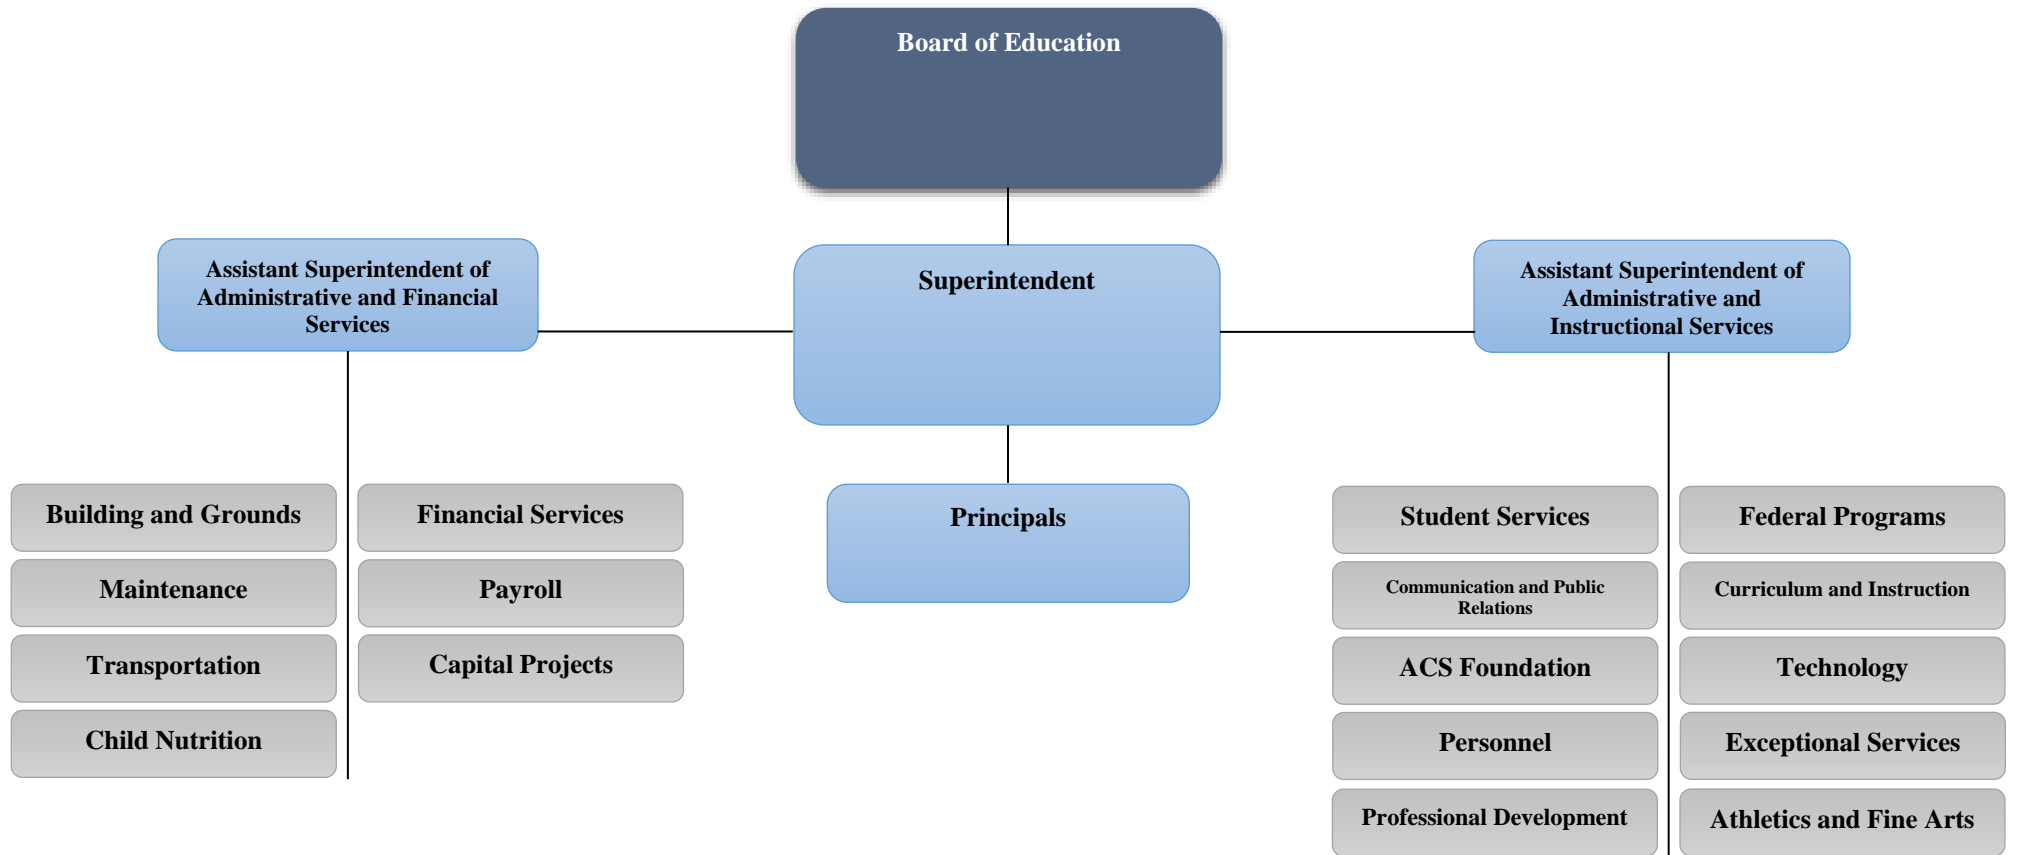 Board of Education
Assistant Superintendent of
Administrative and Financial
Services
Superintendent
Assistant Superintendent of
Administrative and
Instructional Services
Building and Grounds
Financial Services
Maintenance
Payroll
Transportation
Capital Projects
Child Nutrition
Principals
Student Services
Federal Programs
Communication and Public
Relations
Curriculum and Instruction
ACS Foundation
Technology
Personnel
Exceptional Services
Professional Development
Athletics and Fine Arts